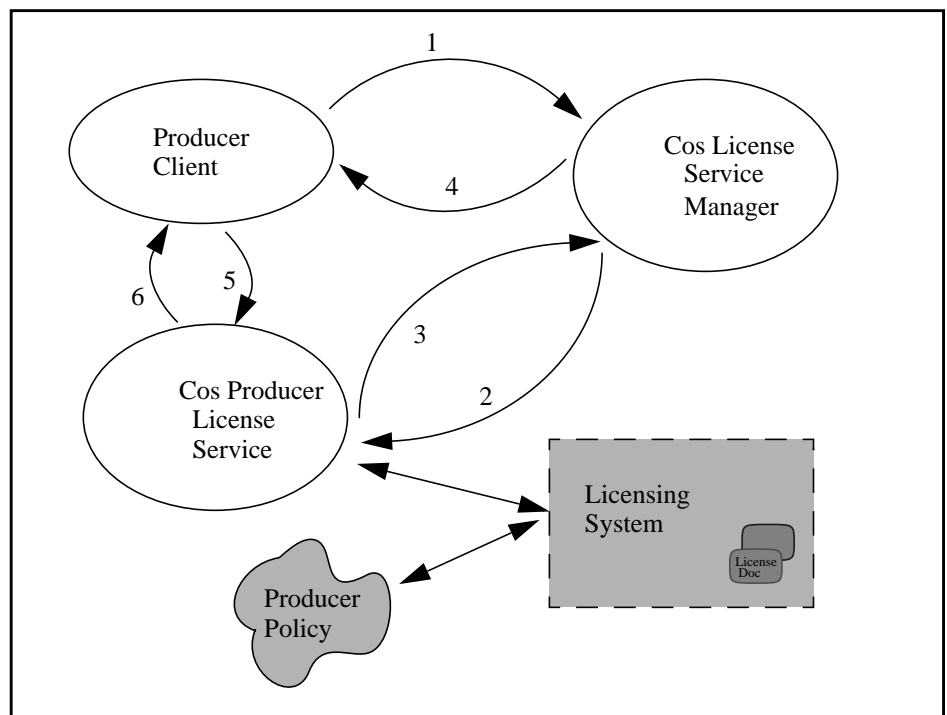 1
Producer
Client
Cos License
Service
Manager
4
6
5
3
2
Cos Producer
License
Service
Licensing
System
License
Doc
Producer
Policy